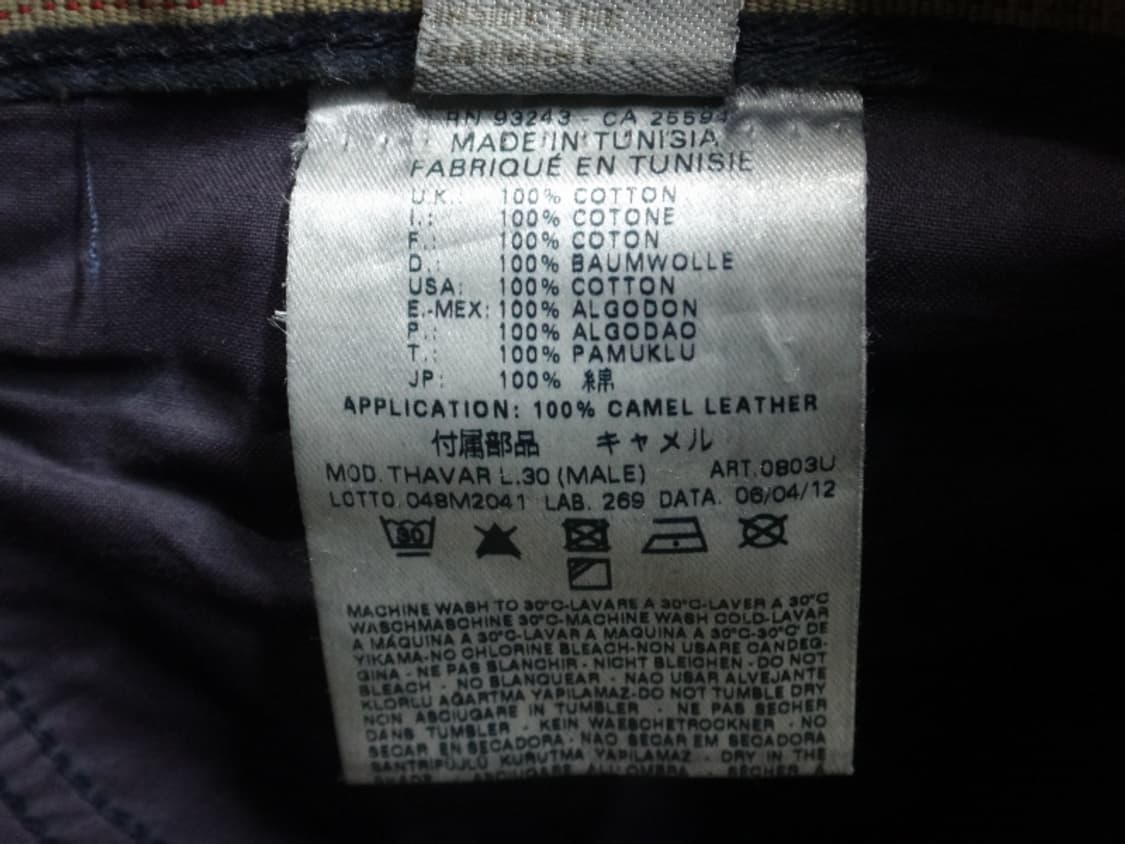 RN 93243 - CA 25594
MADE IN TUNISIA
FABRIQUÉ EN TUNISIE
U.K.: 100% COTTON
I.: 100% COTONE
F.: 100% COTON
D.: 100% BAUMWOLLE
USA: 100% COTTON
E.-MEX: 100% ALGODON
P.: 100% ALGODAO
T.: 100% PAMUKLU
JP: 100% 綿
APPLICATION: 100% CAMEL LEATHER
付属部品 キャメル
MOD. THAVAR L.30 (MALE) ART.0803U
LOTTO.048M2041 LAB. 269 DATA. 06/04/12
30
MACHINE WASH TO 30°C-LAVARE A 30°C-LAVER A 30°C
WASCHMASCHINE 30°C-MACHINE WASH COLD-LAVAR
A MÁQUINA A 30°C-LAVAR A MAQUINA A 30°C-30°C' DE
YIKAMA-NO CHLORINE BLEACH-NON USARE CANDEG-
GINA - NE PAS BLANCHIR - NICHT BLEICHEN - DO NOT
BLEACH - NO BLANQUEAR - NAO USAR ALVEJANTE
KLORLU AĞARTMA YAPILAMAZ-DO NOT TUMBLE DRY
NON ASCIUGARE IN TUMBLER - NE PAS SECHER
DANS TUMBLER - KEIN WAESCHETROCKNER - NO
SECAR EN SECADORA - NAO SECAR EM SECADORA
SANTRIPÜJLÜ KURUTMA YAPILAMAZ - DRY IN THE
SHADE - ASCIUGARE ALL'OMBRA - SECHER A